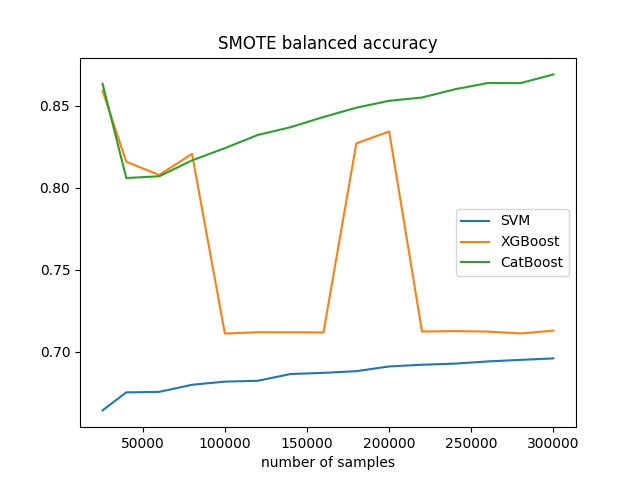 SMOTE balanced accuracy
0.85
0.80
0.75
0.70
SVM
XGBoost
CatBoost
50000 100000 150000 200000 250000 300000
number of samples